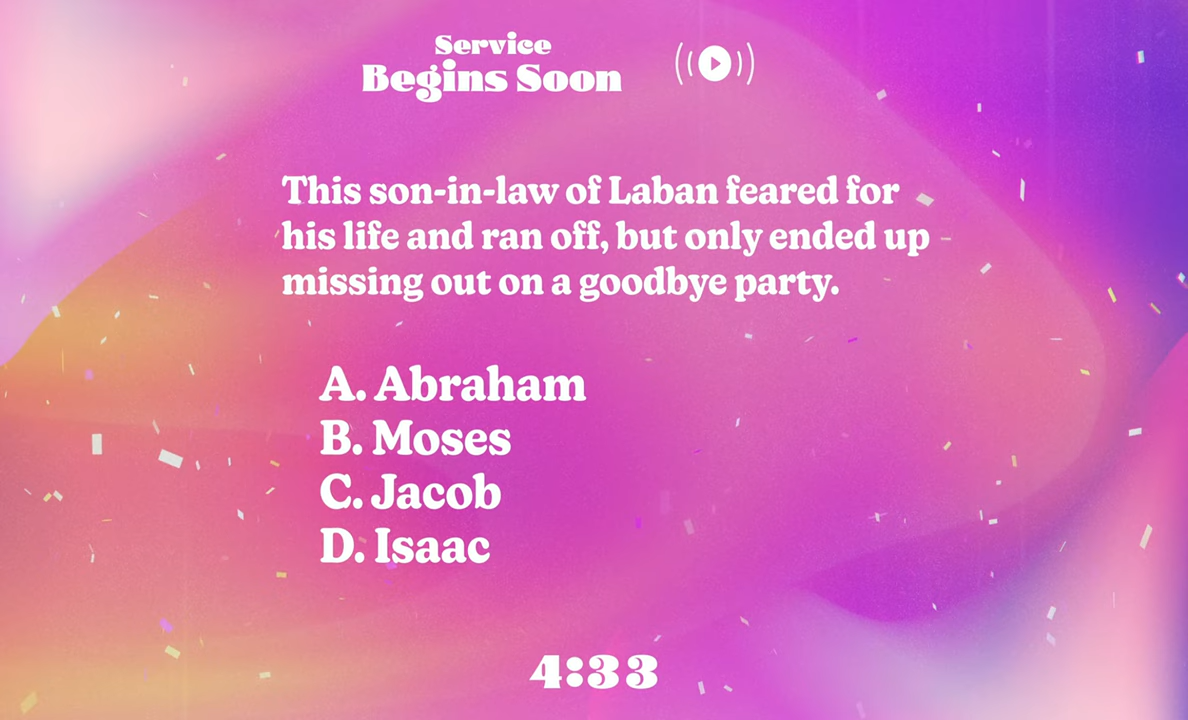 Service
Begins Soon
This son-in-law of Laban feared for
his life and ran off, but only ended up
missing out on a goodbye party.
A. Abraham
B. Moses
C. Jacob
D. Isaac
4:33